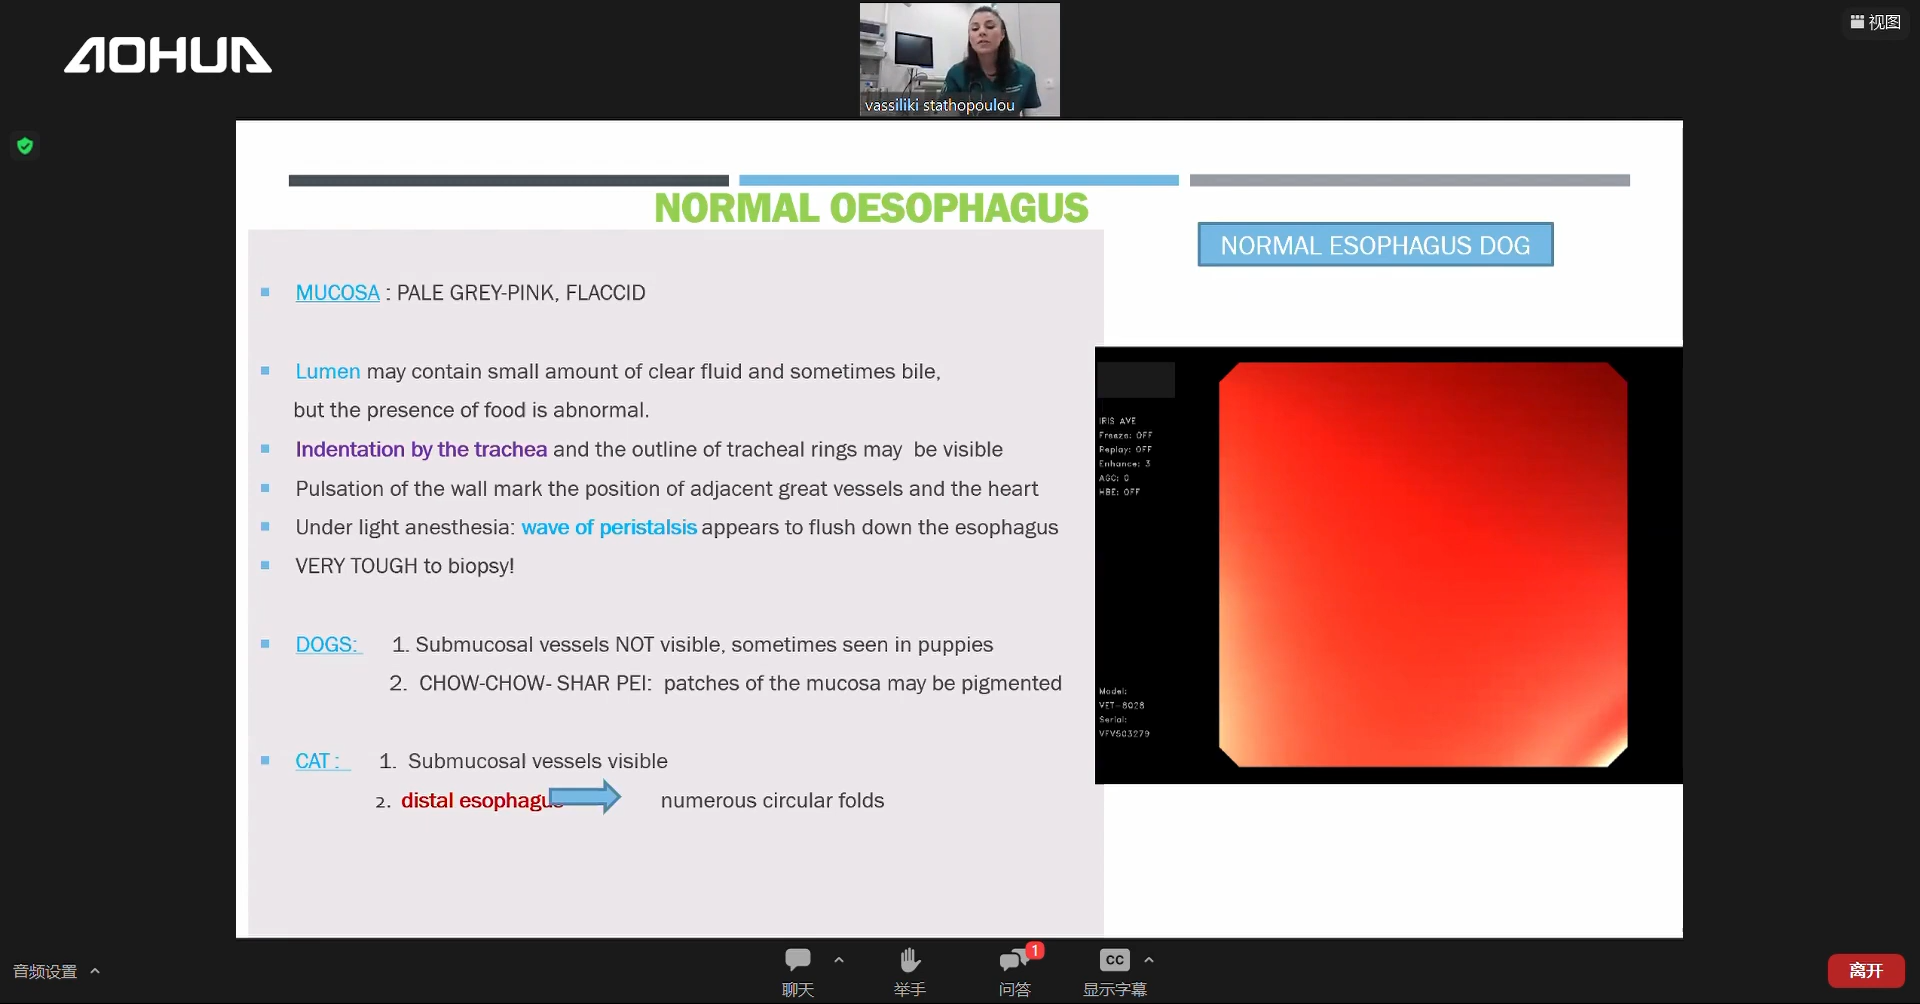 AOHUA
vassiliki stathopoulou
视图
NORMAL OESOPHAGUS
NORMAL ESOPHAGUS DOG
MUCOSA : PALE GREY-PINK, FLACCID
Lumen may contain small amount of clear fluid and sometimes bile,
but the presence of food is abnormal.
Indentation by the trachea and the outline of tracheal rings may be visible
Pulsation of the wall mark the position of adjacent great vessels and the heart
Under light anesthesia: wave of peristalsis appears to flush down the esophagus
VERY TOUGH to biopsy!
DOGS: 1. Submucosal vessels NOT visible, sometimes seen in puppies
2. CHOW-CHOW- SHAR PEI: patches of the mucosa may be pigmented
CAT : 1. Submucosal vessels visible
2. distal esophagus numerous circular folds
IRIS AVE
Freeze: OFF
Replay: OFF
Enhance: 3
AGC: 0
HBE: OFF
Model:
VET-8028
Serial:
VFV503279
音频设置
聊天
举手
1
问答
CC
显示字幕
离开